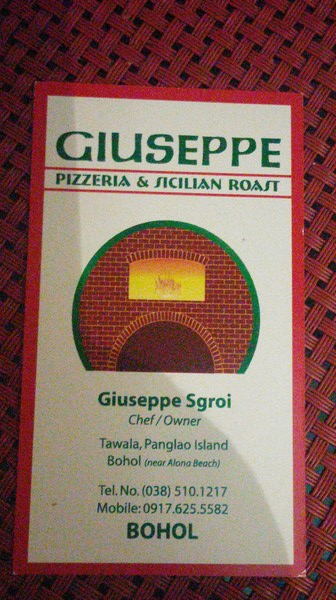 GIUSEPPE
PIZZERIA & SICILIAN ROAST
Giuseppe Sgroi
Chef / Owner
Tawala, Panglao Island
Bohol (near Alona Beach)
Tel. No. (038) 510.1217
Mobile: 0917.625.5582
BOHOL